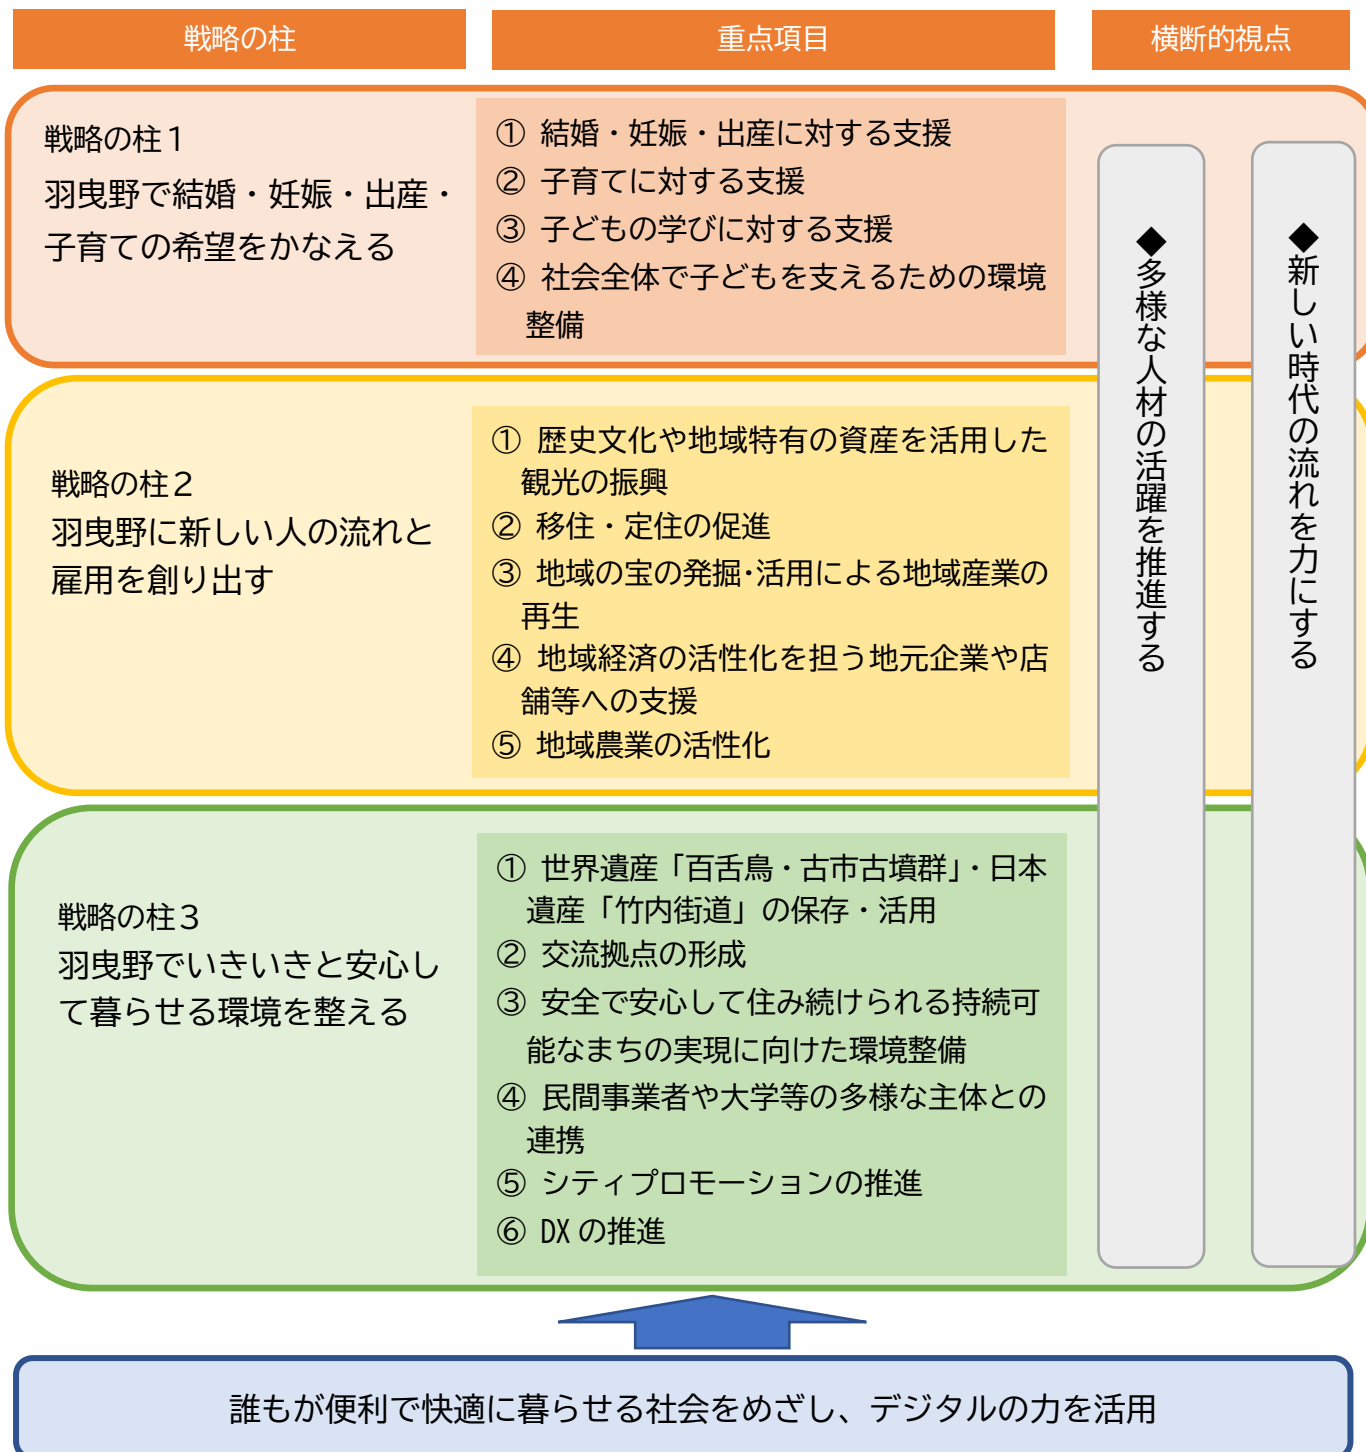 戦略の柱
重点項目
横断的視点
戦略の柱１
羽曳野で結婚・妊娠・出産・
子育ての希望をかなえる
① 結婚・妊娠・出産に対する支援
② 子育てに対する支援
③ 子どもの学びに対する支援
④ 社会全体で子どもを支えるための環境
整備
戦略の柱２
羽曳野に新しい人の流れと
雇用を創り出す
① 歴史文化や地域特有の資産を活用した
観光の振興
② 移住・定住の促進
③ 地域の宝の発掘・活用による地域産業の
再生
④ 地域経済の活性化を担う地元企業や店
舗等への支援
⑤ 地域農業の活性化
戦略の柱３
羽曳野でいきいきと安心し
て暮らせる環境を整える
① 世界遺産「百舌鳥・古市古墳群」・日本
遺産「竹内街道」の保存・活用
② 交流拠点の形成
③ 安全で安心して住み続けられる持続可
能なまちの実現に向けた環境整備
④ 民間事業者や大学等の多様な主体との
連携
⑤ シティプロモーションの推進
⑥ DXの推進
◆多様な人材の活躍を推進する
◆新しい時代の流れを力にする
誰もが便利で快適に暮らせる社会をめざし、デジタルの力を活用